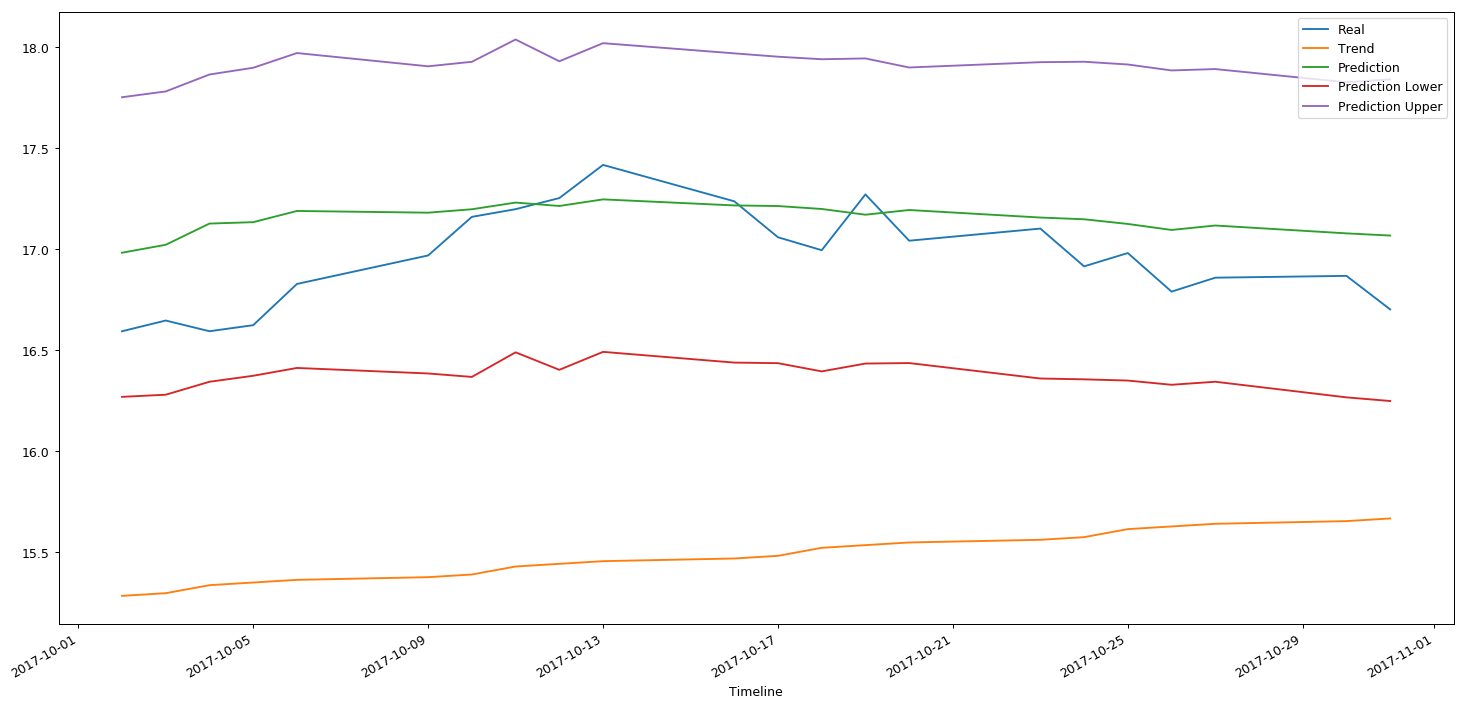 18.0
17.5
17.0
16.5
16.0
15.5
Real
Trend
Prediction
Prediction Lower
Prediction Upper
2017-10-01
2017-10-05
2017-10-09
2017-10-13
2017-10-17
2017-10-21
2017-10-25
2017-10-29
2017-11-01
Timeline